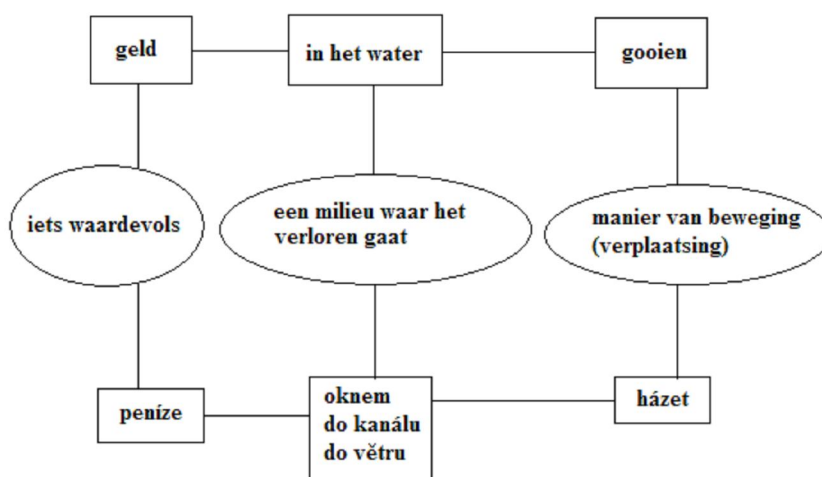 geld
in het water
gooien
iets waardevols
een milieu waar het
verloren gaat
manier van beweging
(verplaatsing)
peníze
oknem
do kanálu
do větru
házet